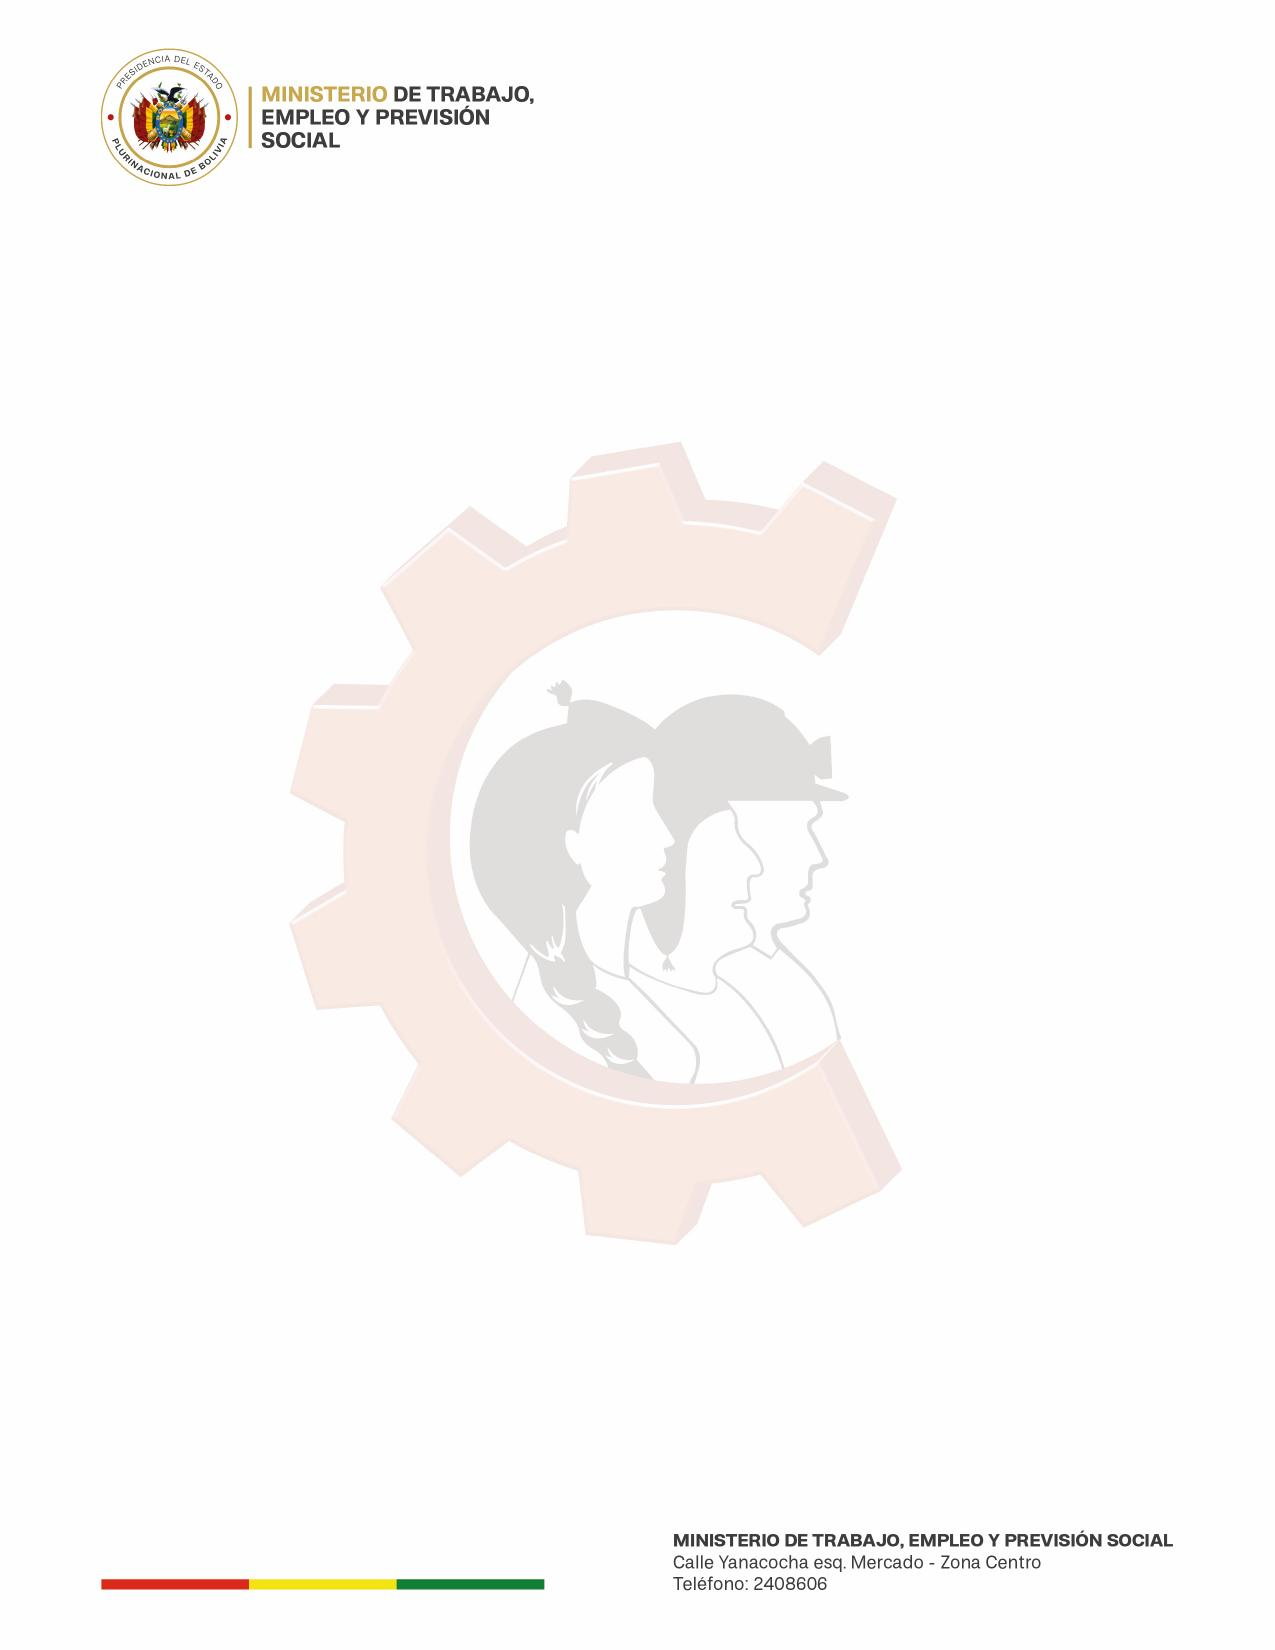 PRESIDENCIA DEL ESTADO
PLURINACIONAL DE BOLIVIA
MINISTERIO DE TRABAJO,
EMPLEO Y PREVISIÓN
SOCIAL
MINISTERIO DE TRABAJO, EMPLEO Y PREVISIÓN SOCIAL
Calle Yanacocha esq. Mercado - Zona Centro
Teléfono: 2408606